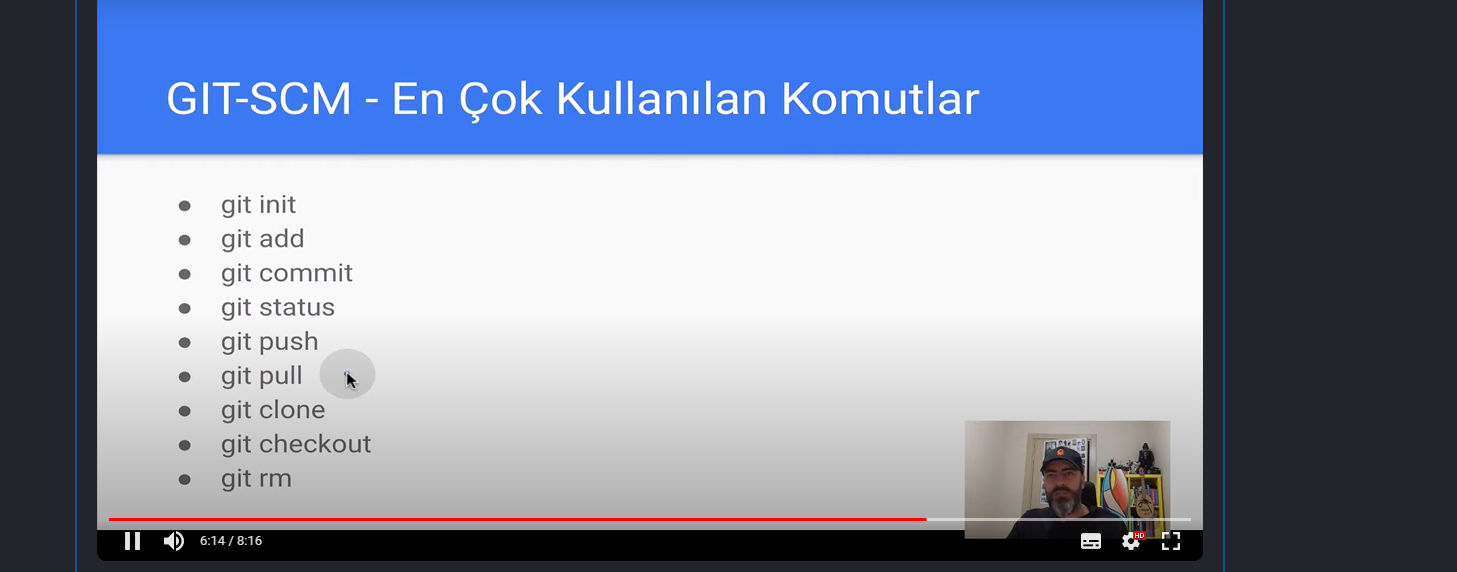 GIT-SCM - En Çok Kullanılan Komutlar
git init
git add
git commit
git status
git push
git pull
git clone
git checkout
git rm
6:14 / 8:16
HD